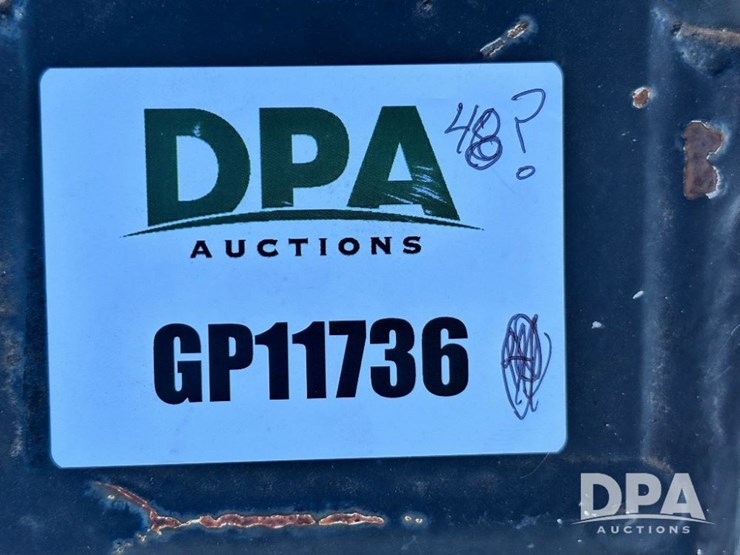 DPA
AUCTIONS
48?
GP11736
DPA
AUCTIONS